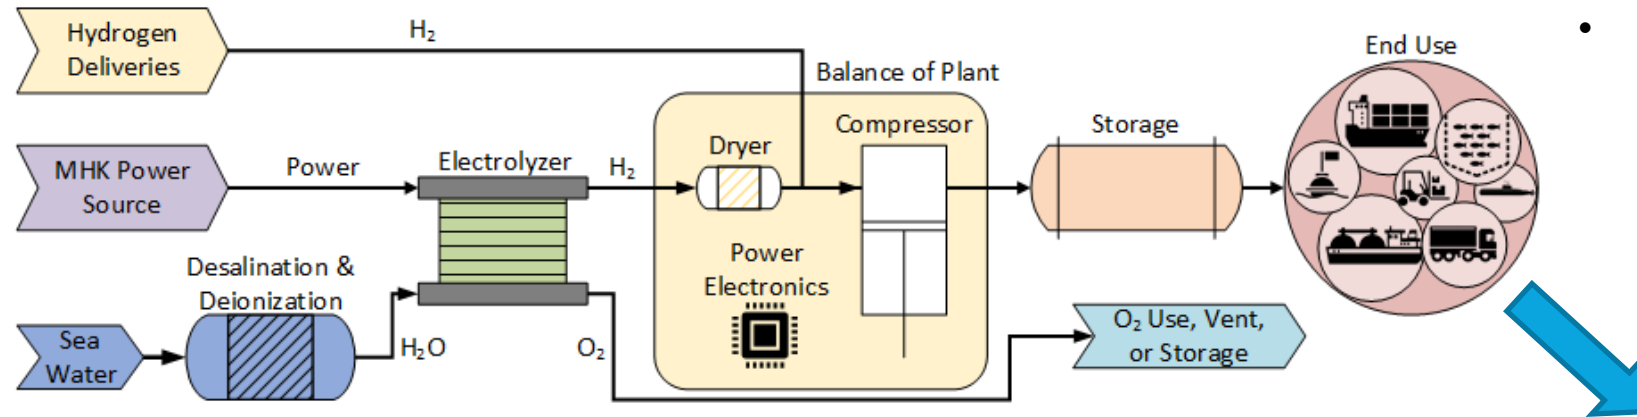 Hydrogen
Deliveries
H₂
•
End Use
Balance of Plant
Compressor
Storage
Dryer
MHK Power
Source
Power
Electrolyzer
H₂
Power
Electronics
Desalination &
Deionization
Sea
Water
H₂O
O₂
O₂ Use, Vent,
or Storage